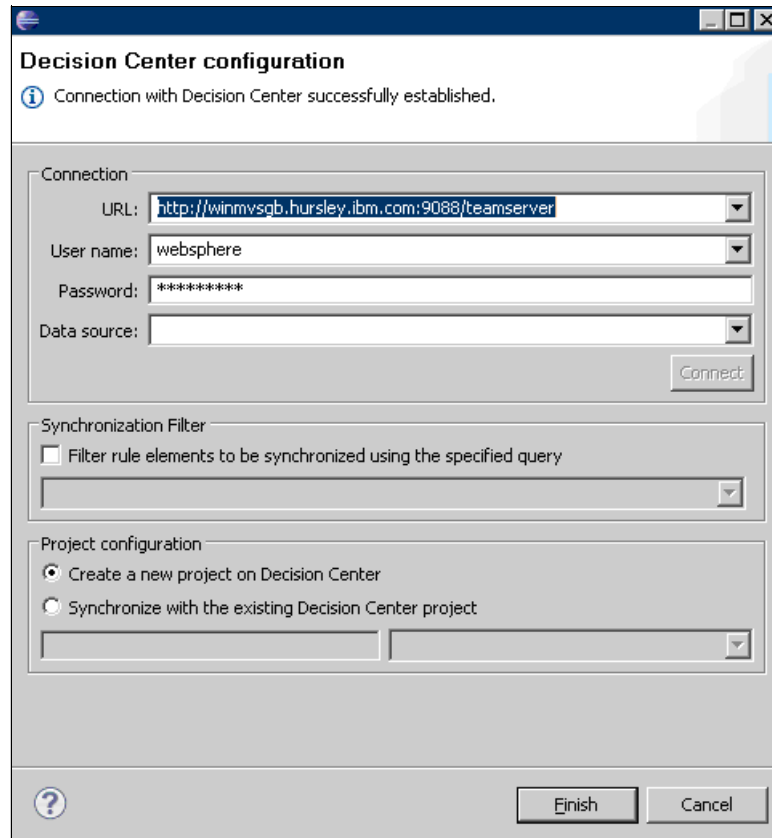 Decision Center configuration
Connection with Decision Center successfully established.
Connection
URL: http://winmvsgb.hursley.ibm.com:9088/teamserver
User name: websphere
Password: *********
Data source:
Connect
Synchronization Filter
Filter rule elements to be synchronized using the specified query
Project configuration
Create a new project on Decision Center
Synchronize with the existing Decision Center project
? Finish Cancel